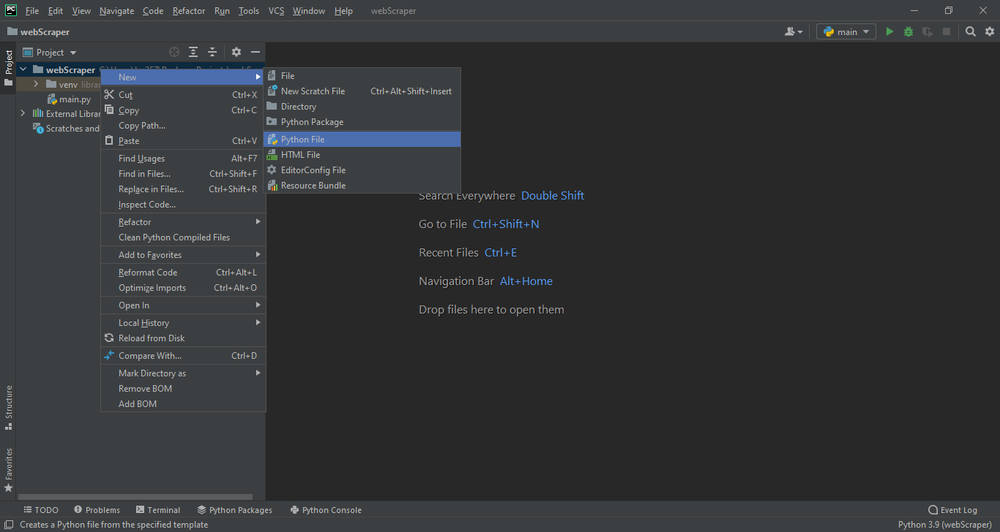 PC File Edit View Navigate Code Refactor Run Tools VCS Window Help webScraper
webScraper main
Project
Project
webScraper
venv
main.py
External
Scratches and
New
Cut Ctrl+X
Copy Ctrl+C
Copy Path...
Paste Ctrl+V
Find Usages Alt+F7
Find in Files... Ctrl+Shift+F
Replace in Files... Ctrl+Shift+R
Inspect Code...
Refactor
Clean Python Compiled Files
Add to Favorites
Reformat Code Ctrl+Alt+L
Optimize Imports Ctrl+Alt+O
Open In
Local History
Reload from Disk
Compare With... Ctrl+D
Mark Directory as
Remove BOM
Add BOM
File
New Scratch File Ctrl+Alt+Shift+Insert
Directory
Python Package
Python File
HTML File
EditorConfig File
Resource Bundle
Search Everywhere Double Shift
Go to File Ctrl+Shift+N
Recent Files Ctrl+E
Navigation Bar Alt+Home
Drop files here to open them
Structure
Favorites
TODO Problems Terminal Python Packages Python Console Event Log
Creates a Python file from the specified template Python 3.9 (webScraper)